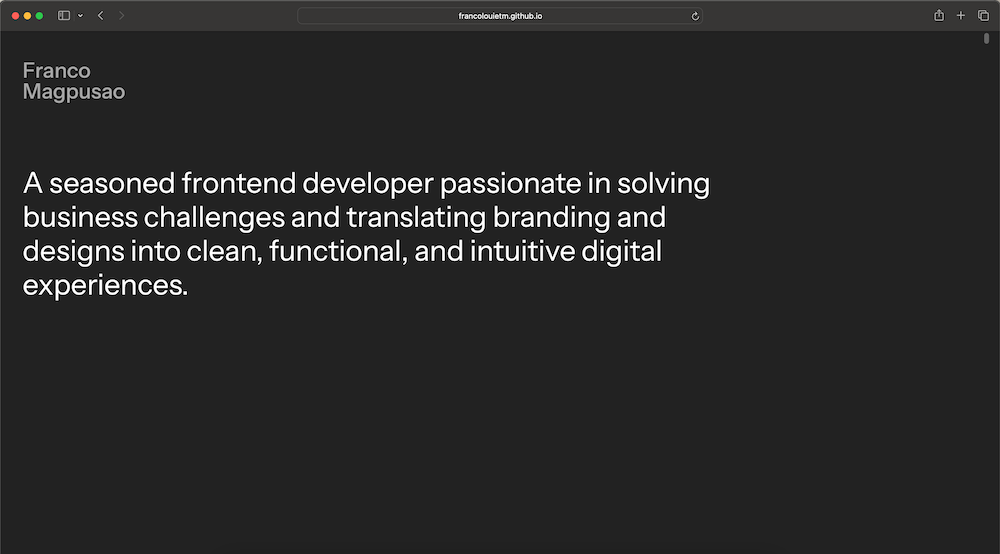 francolouietm.github.io
Franco
Magpusao
A seasoned frontend developer passionate in solving
business challenges and translating branding and
designs into clean, functional, and intuitive digital
experiences.